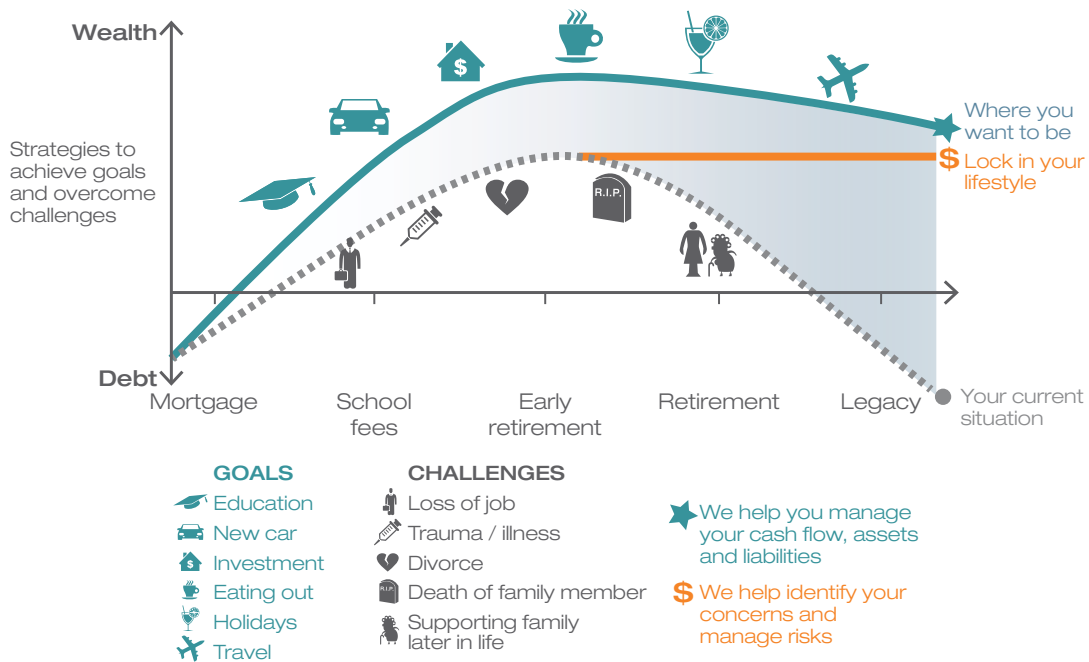 Wealth
$
Strategies to
achieve goals
and overcome
challenges
R.I.P.
Where you
want to be
$ Lock in your
lifestyle
Debt
Mortgage
School
fees
Early
retirement
Retirement
Legacy
Your current
situation
GOALS
Education
New car
$ Investment
Eating out
Holidays
Travel
CHALLENGES
Loss of job
Trauma / illness
Divorce
R.I.P. Death of family member
Supporting family
later in life
We help you manage
your cash flow, assets
and liabilities
$ We help identify your
concerns and
manage risks